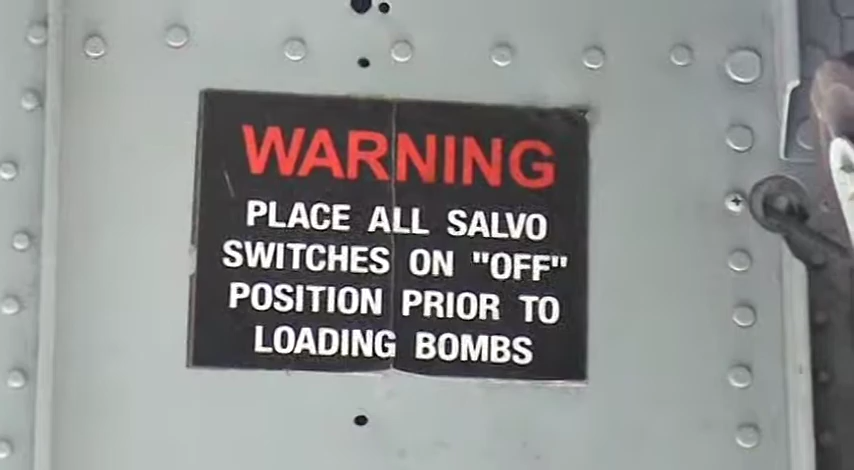 WARNING
PLACE ALL SALVO
SWITCHES ON "OFF"
POSITION PRIOR TO
LOADING BOMBS